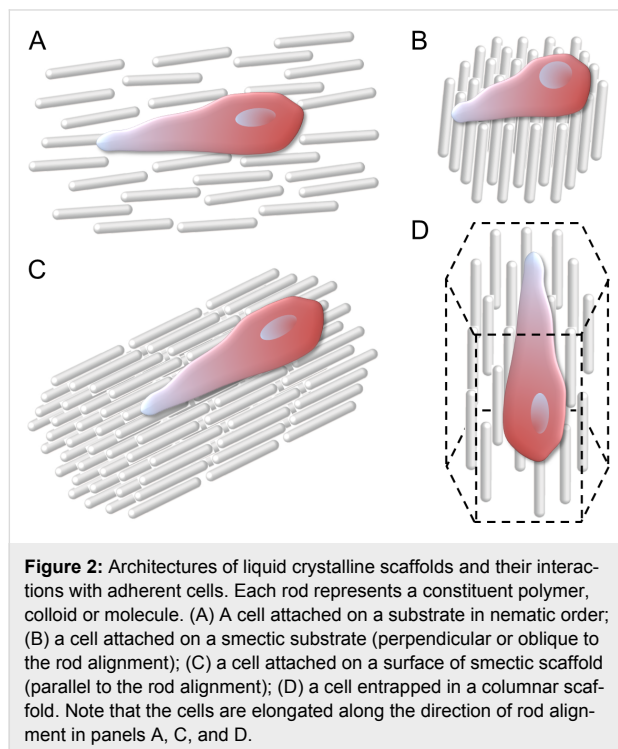 A
B
C
D
Figure 2: Architectures of liquid crystalline scaffolds and their interac-
tions with adherent cells. Each rod represents a constituent polymer,
colloid or molecule. (A) A cell attached on a substrate in nematic order;
(B) a cell attached on a smectic substrate (perpendicular or oblique to
the rod alignment); (C) a cell attached on a surface of smectic scaffold
(parallel to the rod alignment); (D) a cell entrapped in a columnar scaf-
fold. Note that the cells are elongated along the direction of rod align-
ment in panels A, C, and D.